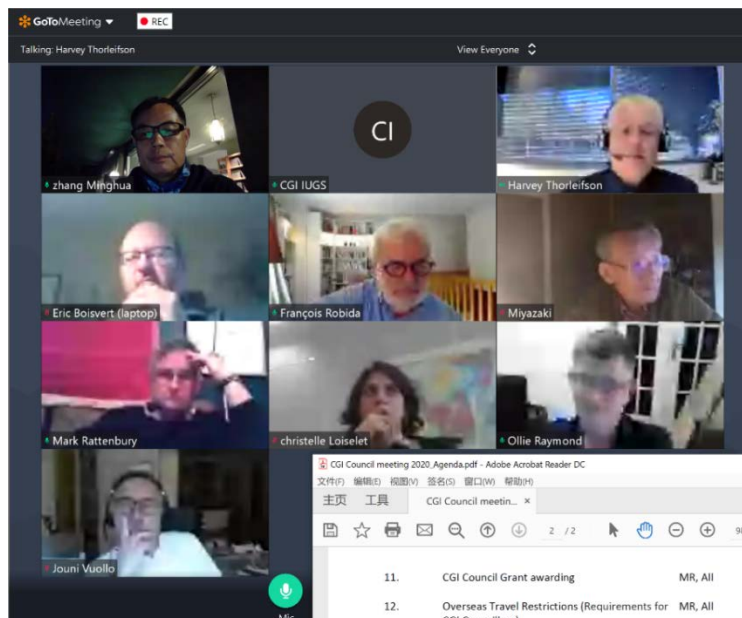 GoToMeeting
REC
Talking: Harvey Thorleifson
View Everyone
zhang Minghua
CI
CGI IUGS
Harvey Thorleifson
Eric Boisvert (laptop)
François Robida
Miyazaki
Mark Rattenbury
christelle Loiselet
Ollie Raymond
Jouni Vuollo
CGI Council meeting 2020_Agenda.pdf - Adobe Acrobat Reader DC
文件(F) 编辑(E) 视图(V) 签名(S) 窗口(W) 帮助(H)
主页 工具 CGI Council meetin... ×
2 / 2
11. CGI Council Grant awarding MR, All
12. Overseas Travel Restrictions (Requirements for MR, All